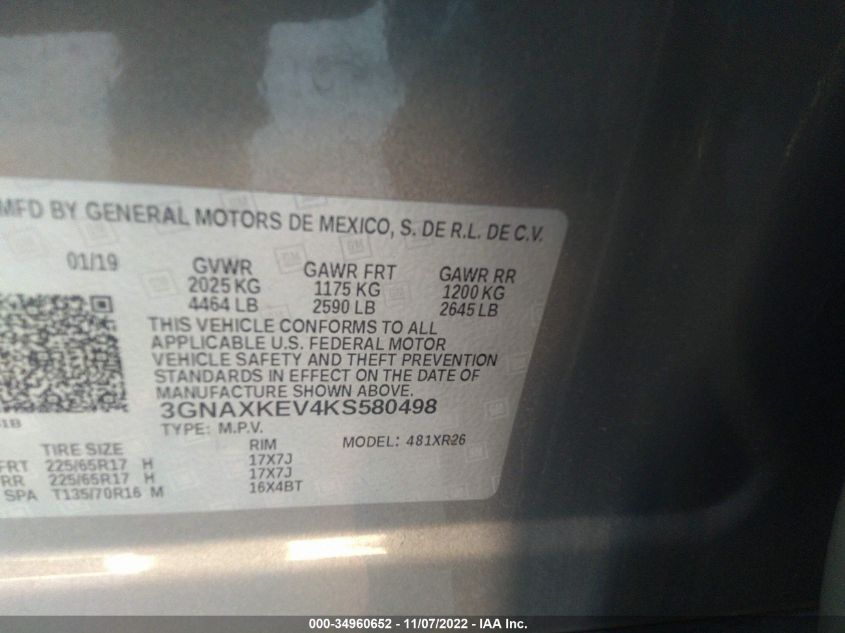 MFD BY GENERAL MOTORS DE MEXICO, S. DE R.L. DE C.V.
01/19 GVWR GAWR FRT GAWR RR
2025 KG 1175 KG 1200 KG
4464 LB 2590 LB 2645 LB
THIS VEHICLE CONFORMS TO ALL
APPLICABLE U.S. FEDERAL MOTOR
VEHICLE SAFETY AND THEFT PREVENTION
STANDARDS IN EFFECT ON THE DATE OF
MANUFACTURE SHOWN ABOVE.
3GNAXKEV4KS580498
TYPE: M.P.V. MODEL: 481XR26
TIRE SIZE RIM
FRT 225/65R17 H 17X7J
RR 225/65R17 H 17X7J
SPA T135/70R16 M 16X4BT
000-34960652 - 11/07/2022 - IAA Inc.